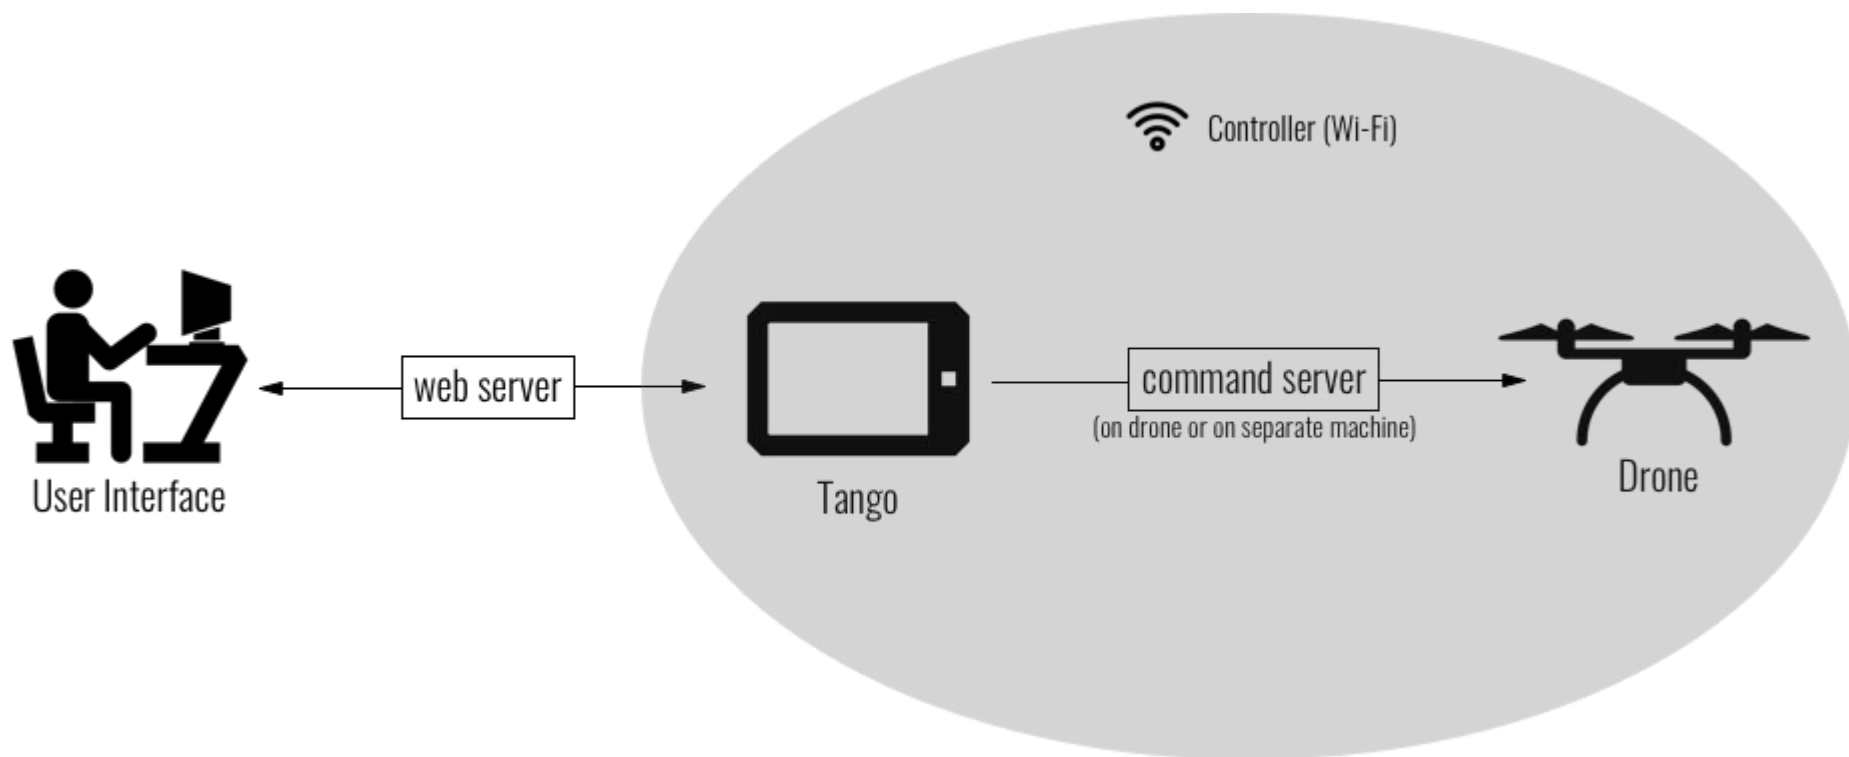 Controller (Wi-Fi)
web server
command server
(on drone or on separate machine)
User Interface
Tango
Drone